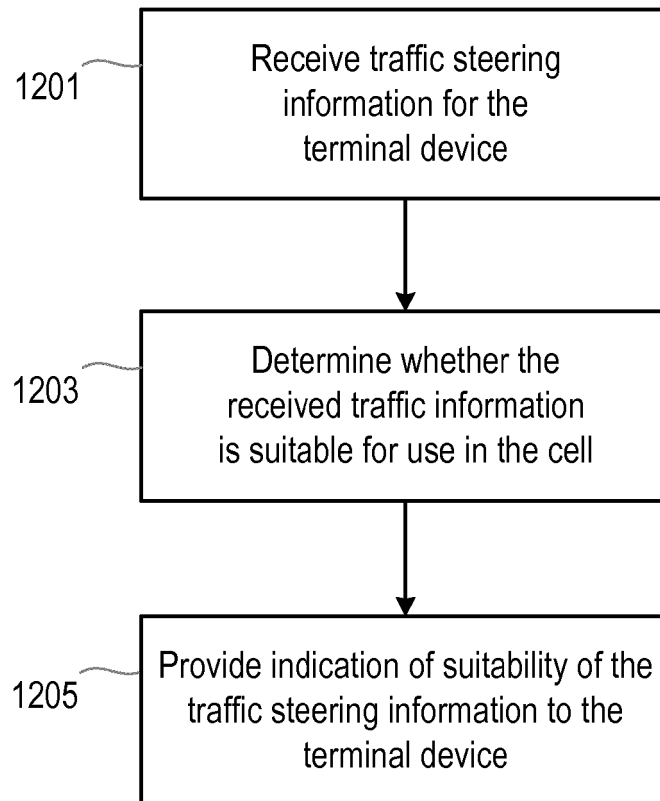 1201
Receive traffic steering
information for the
terminal device
1203
Determine whether the
received traffic information
is suitable for use in the cell
1205
Provide indication of suitability of the
traffic steering information to the
terminal device